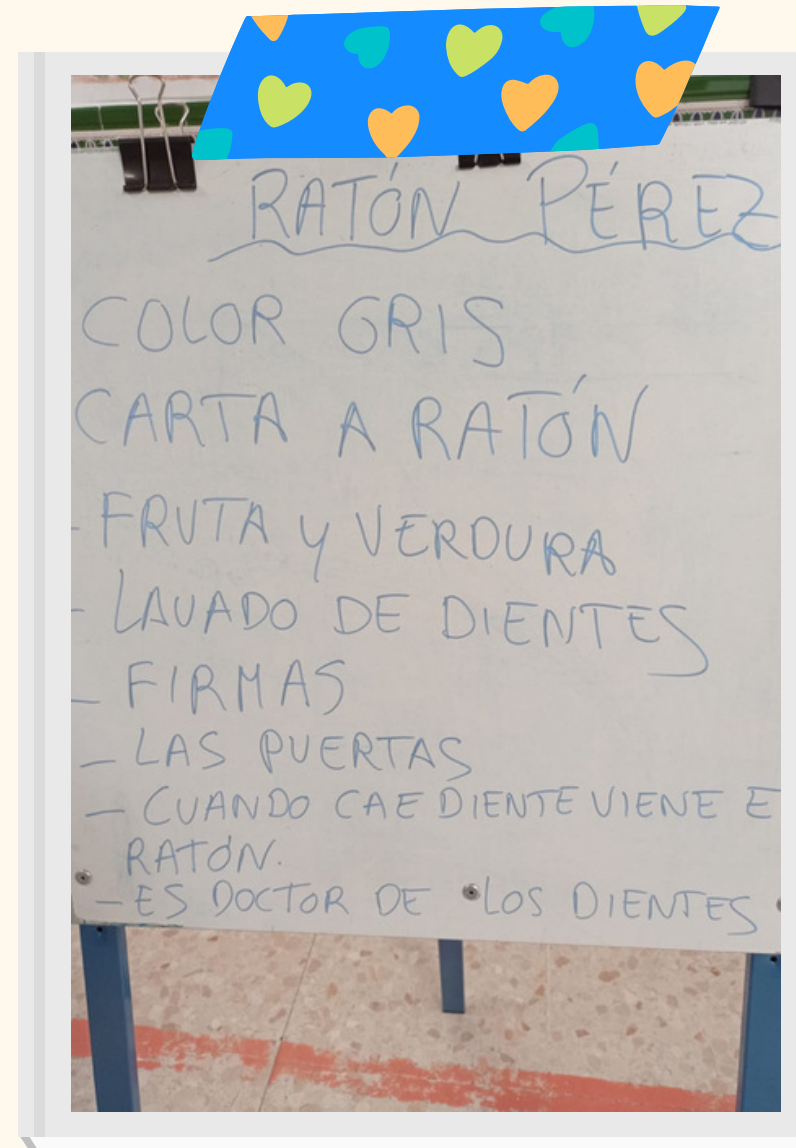 RATÓN PÉREZ
COLOR GRIS
CARTA A RATÓN
- FRUTA y VERDURA
- LAVADO DE DIENTES
- FIRMAS
- LAS PUERTAS
- CUANDO CAE DIENTE VIENE E
RATÓN.
- ES DOCTOR DE LOS DIENTES